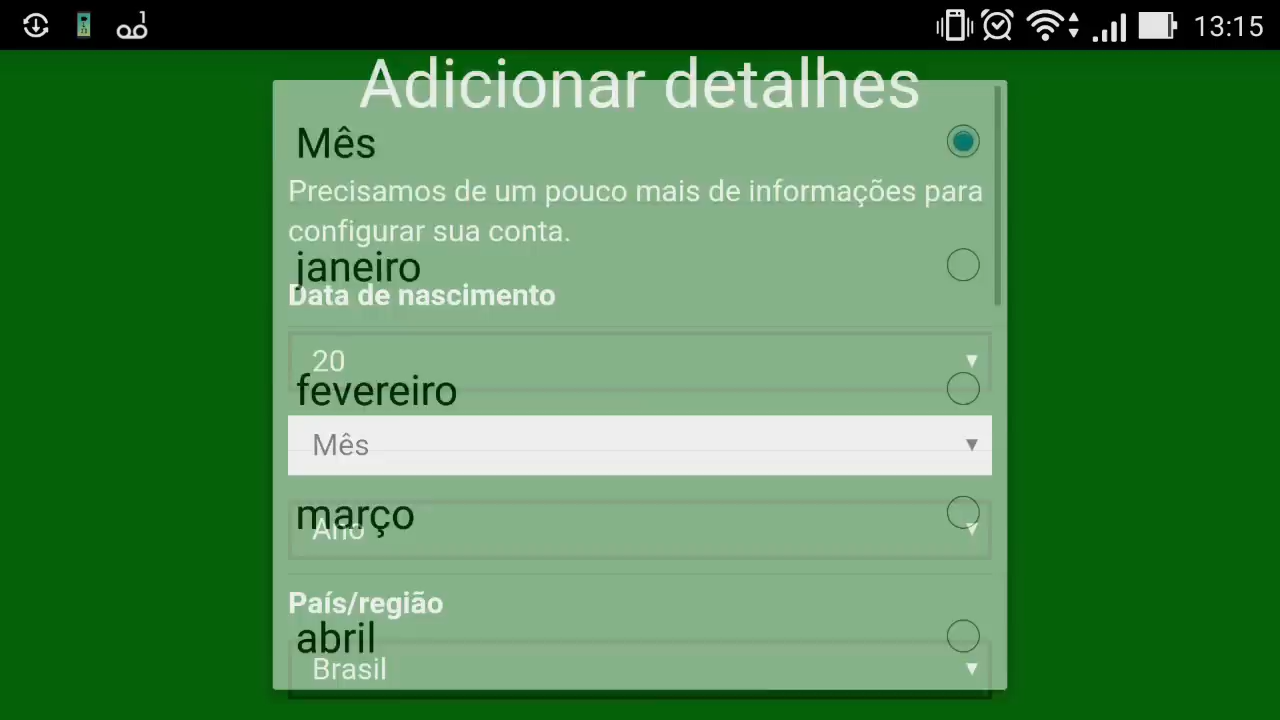 13:15
Adicionar detalhes
Mês
Precisamos de um pouco mais de informações para
configurar sua conta.
janeiro
Data de nascimento
20
fevereiro
Mês
março
Ano
País/região
abril
Brasil